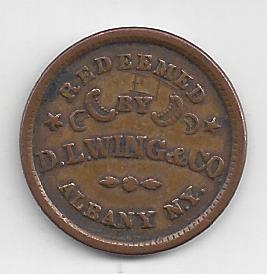 REDEEMED
BY
D.L.WING & CO
ALBANY N.Y.